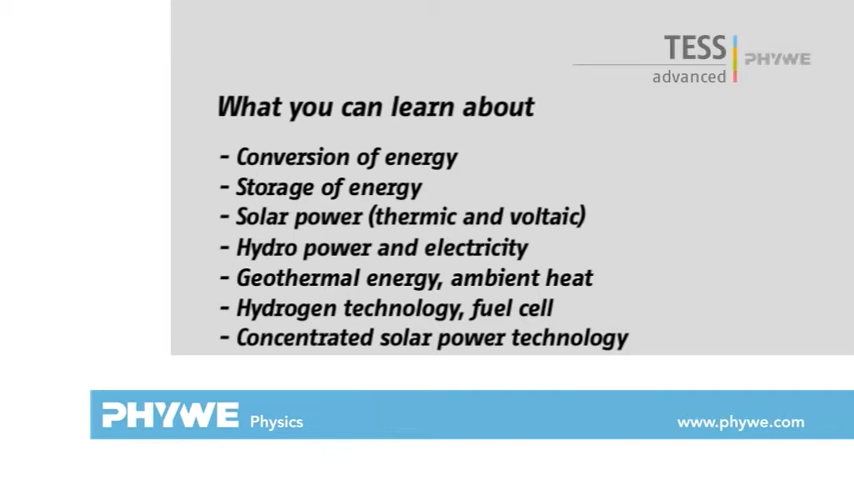 TESS
PHYWE
advanced
What you can learn about
- Conversion of energy
- Storage of energy
- Solar power (thermic and voltaic)
- Hydro power and electricity
- Geothermal energy, ambient heat
- Hydrogen technology, fuel cell
- Concentrated solar power technology
PHYWE Physics
www.phywe.com